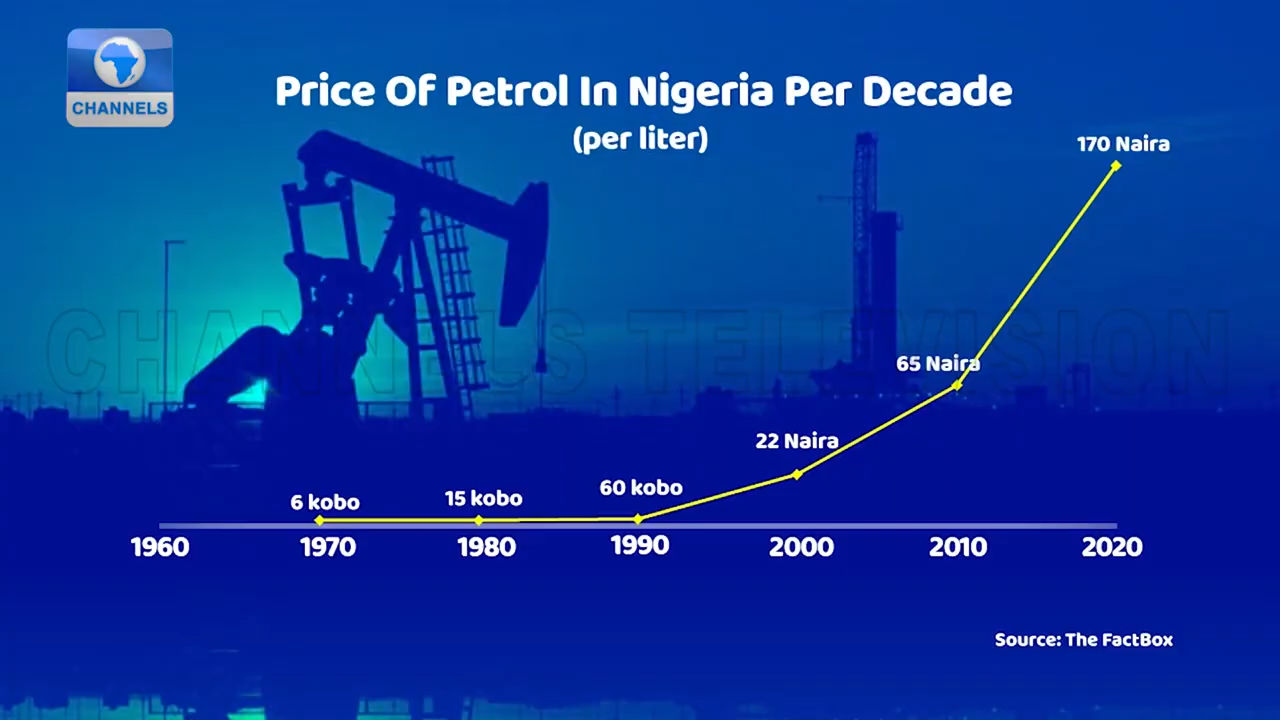 CHANNELS
Price Of Petrol In Nigeria Per Decade
(per liter)
170 Naira
CHANNELS TELEVISION
65 Naira
22 Naira
60 kobo
15 kobo
6 kobo
1960 1970 1980 1990 2000 2010 2020
Source: The FactBox